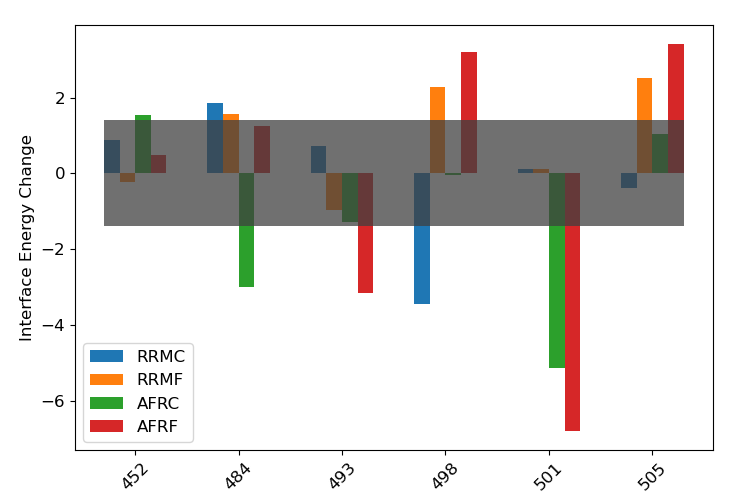 Interface Energy Change
2
0
−2
−4
−6
RRMC
RRMF
AFRC
AFRF
452
484
493
498
501
505